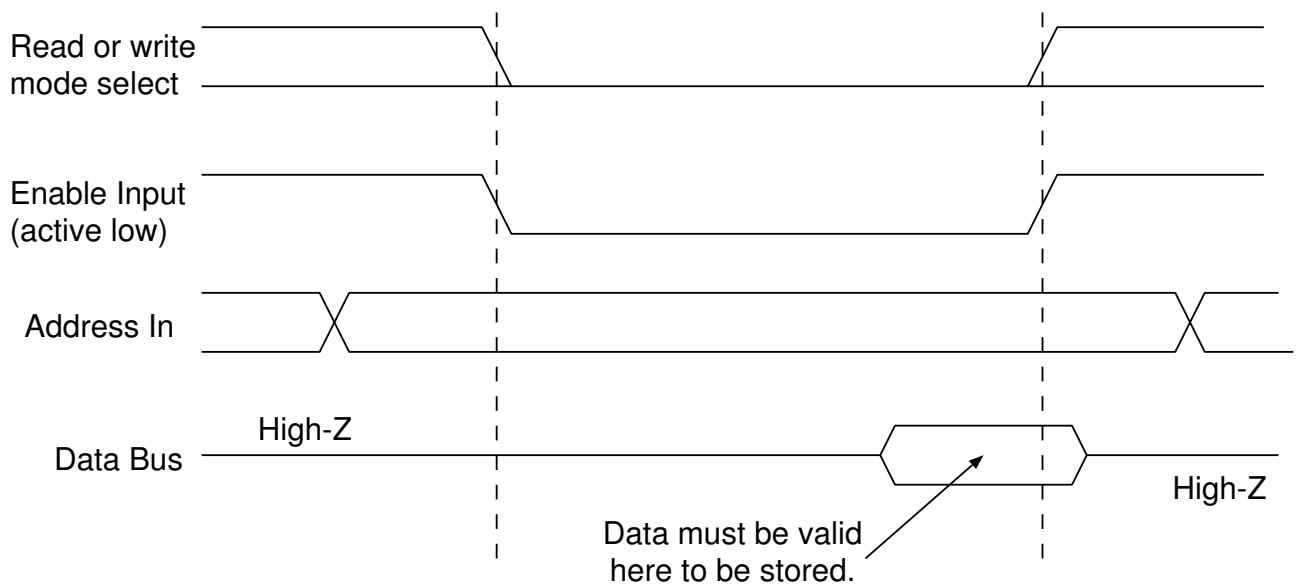 Read or write
mode select
Enable Input
(active low)
Address In
High-Z
Data Bus
High-Z
Data must be valid
here to be stored.